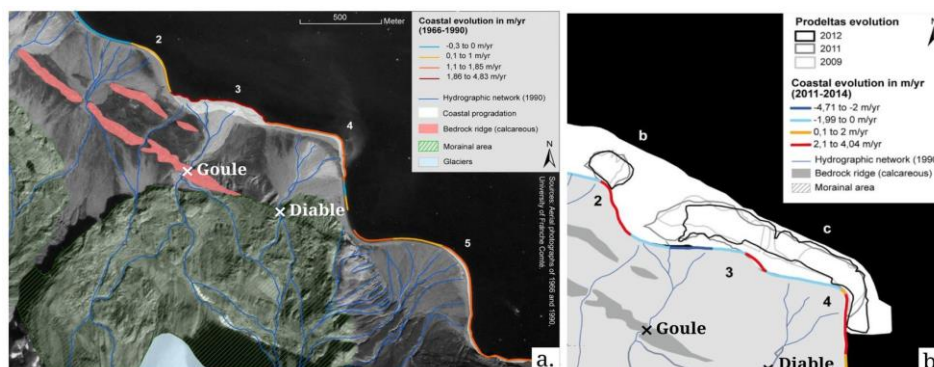 500
Meter
Coastal evolution in m/yr
(1966-1990)
-0,3 to 0 m/yr
0,1 to 1 m/yr
1,1 to 1,85 m/yr
1,86 to 4,83 m/yr
Hydrographic network (1990)
Coastal progradation
Bedrock ridge (calcareous)
Morainal area
Glaciers
N
2
3
4
Goule
Diable
5
Sources: Aerial photographs of 1966 and 1990,
University of Franche Comté.
a.
Prodeltas evolution
2012
2011
2009
N
Coastal evolution in m/yr
(2011-2014)
-4,71 to -2 m/yr
-1,99 to 0 m/yr
0,1 to 2 m/yr
2,1 to 4,04 m/yr
Hydrographic network (1990
Bedrock ridge (calcareous)
Morainal area
b
2
c
3
4
Goule
Diable
b